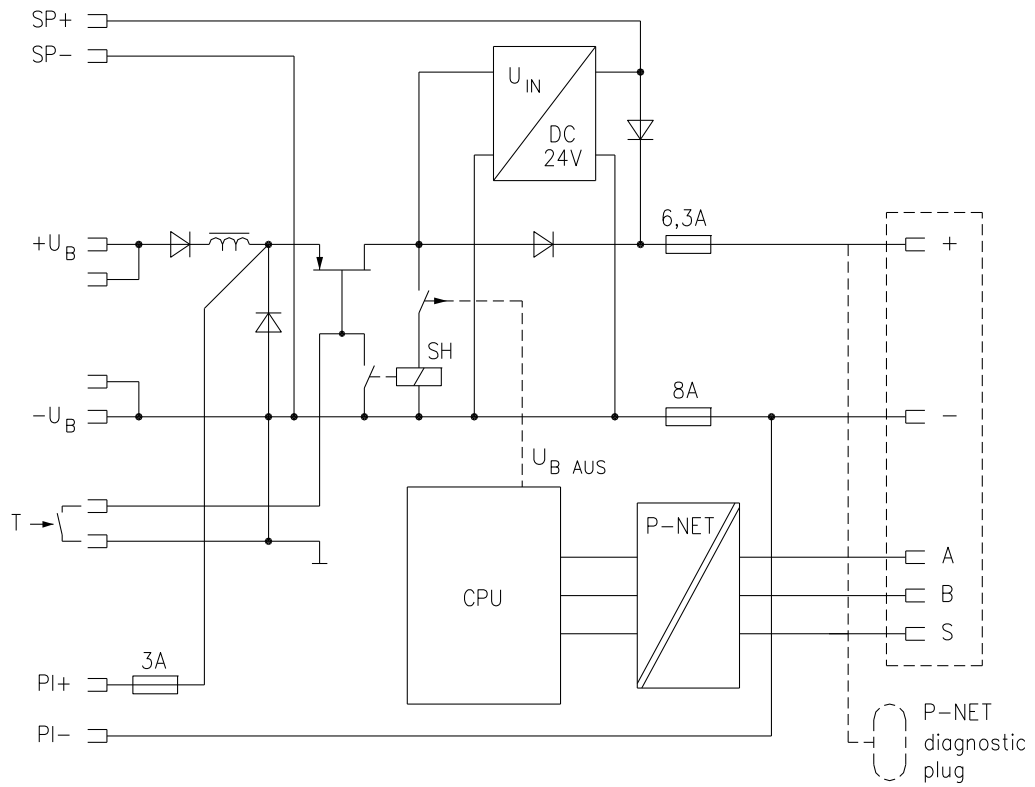 SP+
SP-
U IN
DC
24V
6,3A
+U B
+
SH
8A
-U B
-
U B AUS
T
P-NET
A
CPU
B
S
3A
PI+
PI-
P-NET
diagnostic
plug